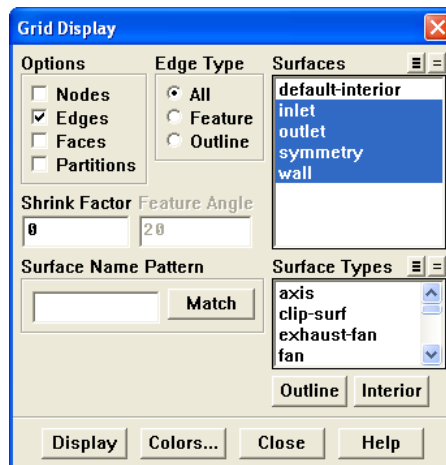 Grid Display
Options
Nodes
Edges
Faces
Partitions
Edge Type
All
Feature
Outline
Shrink Factor
0
Feature Angle
20
Surface Name Pattern
Match
Surfaces
default-interior
inlet
outlet
symmetry
wall
Surface Types
axis
clip-surf
exhaust-fan
fan
Outline
Interior
Display
Colors...
Close
Help